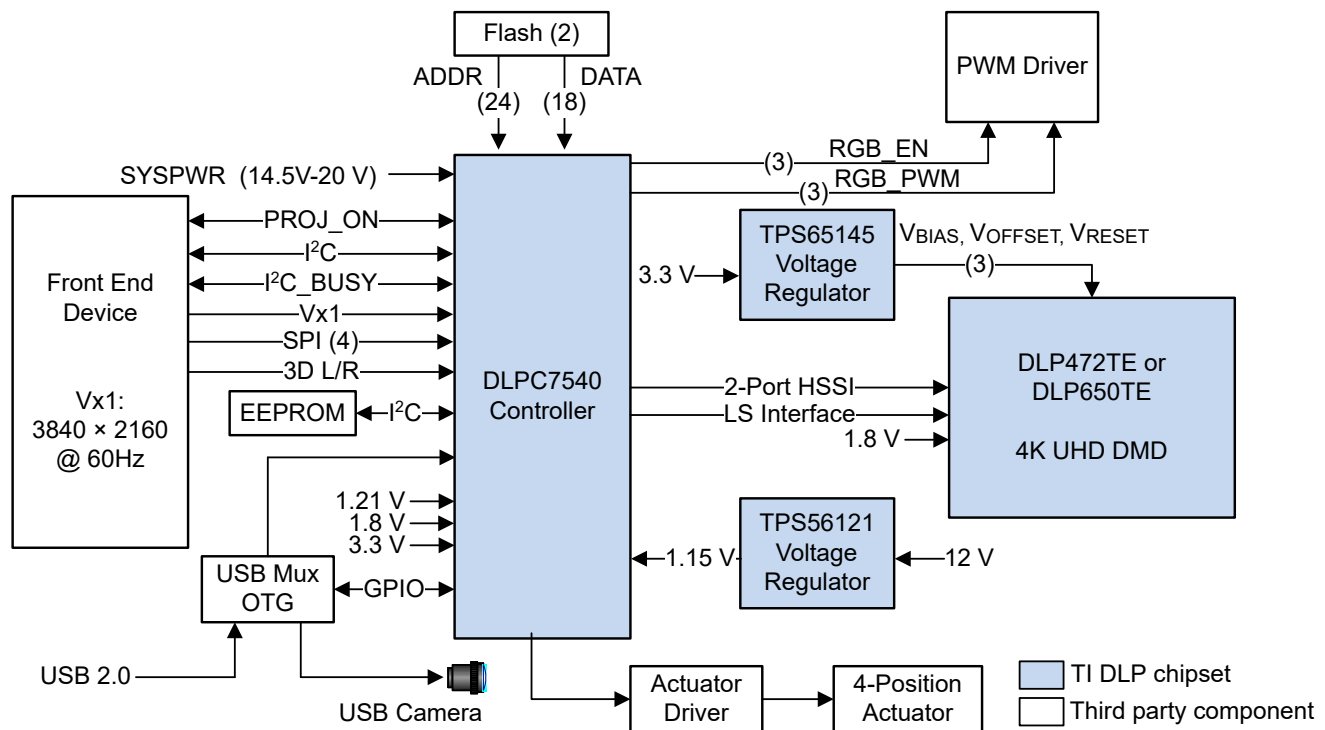 Flash (2)
ADDR
DATA
(24)
(18)
PWM Driver
RGB_EN
(3)
RGB_PWM
(3)
SYSPWR (14.5V-20 V)
PROJ_ON
I²C
I²C_BUSY
Vx1
SPI (4)
3D L/R
Front End
Device
Vx1:
3840 × 2160
@ 60Hz
EEPROM
I²C
DLPC7540
Controller
TPS65145
Voltage
Regulator
3.3 V
VBIAS, VOFFSET, VRESET
(3)
2-Port HSSI
LS Interface
1.8 V
DLP472TE or
DLP650TE
4K UHD DMD
1.21 V
1.8 V
3.3 V
TPS56121
Voltage
Regulator
1.15 V
12 V
USB Mux
OTG
GPIO
USB 2.0
USB Camera
Actuator
Driver
4-Position
Actuator
TI DLP chipset
Third party component